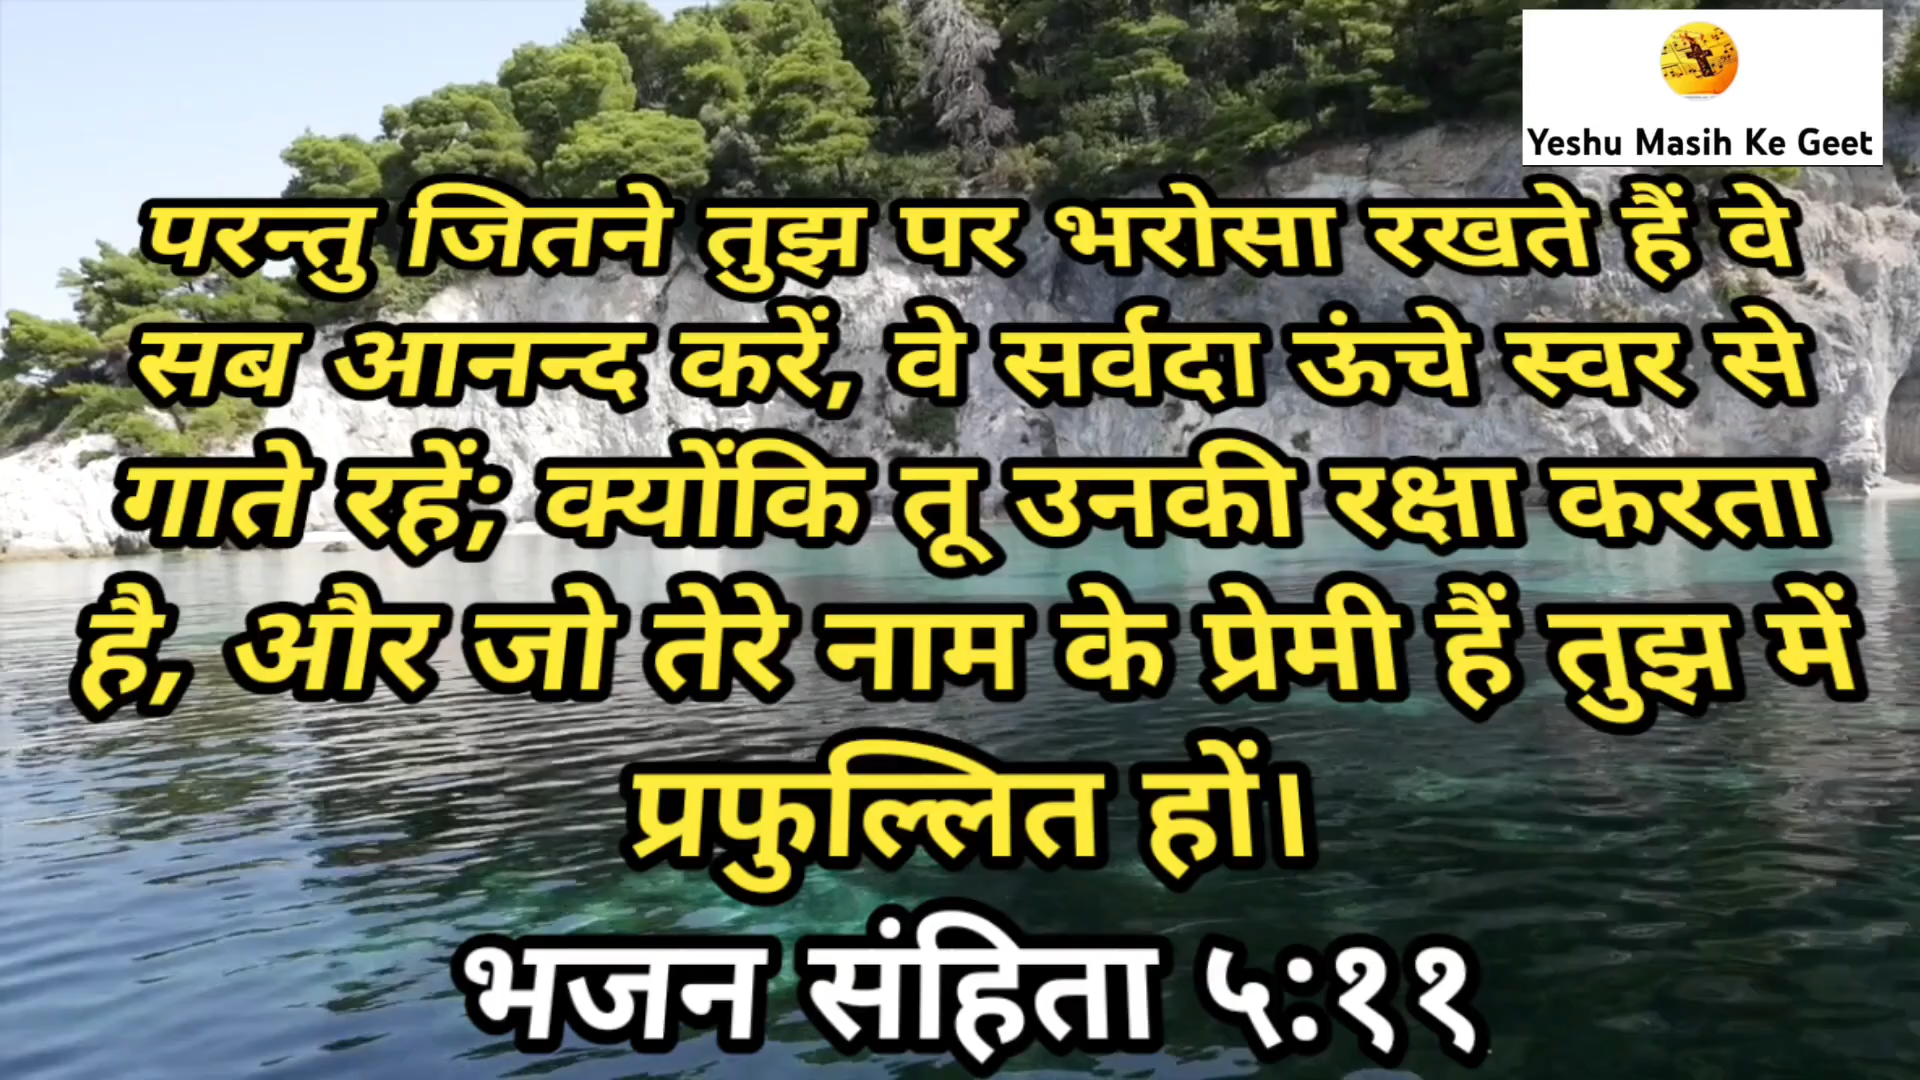 Yeshu Masih Ke Geet
परन्तु जितने तुझ पर भरोसा रखते हैं वे
सब आनन्द करें, वे सर्वदा ऊंचे स्वर से
गाते रहें; क्योंकि तू उनकी रक्षा करता
है, और जो तेरे नाम के प्रेमी हैं तुझ में
प्रफुल्लित हों।
भजन संहिता ५:११